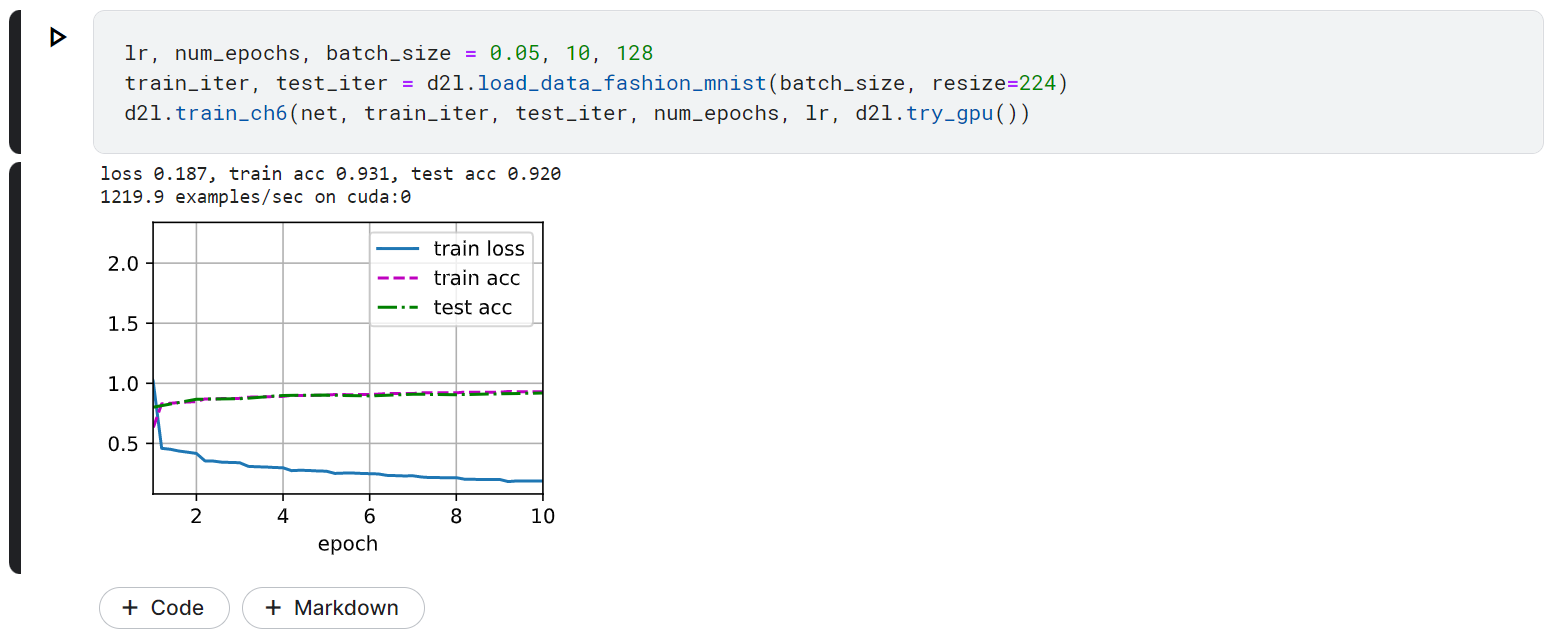 lr, num_epochs, batch_size = 0.05, 10, 128
train_iter, test_iter = d2l.load_data_fashion_mnist(batch_size, resize=224)
d2l.train_ch6(net, train_iter, test_iter, num_epochs, lr, d2l.try_gpu())
loss 0.187, train acc 0.931, test acc 0.920
1219.9 examples/sec on cuda:0
train loss
train acc
test acc
2.0
1.5
1.0
0.5
2 4 6 8 10
epoch
+ Code + Markdown